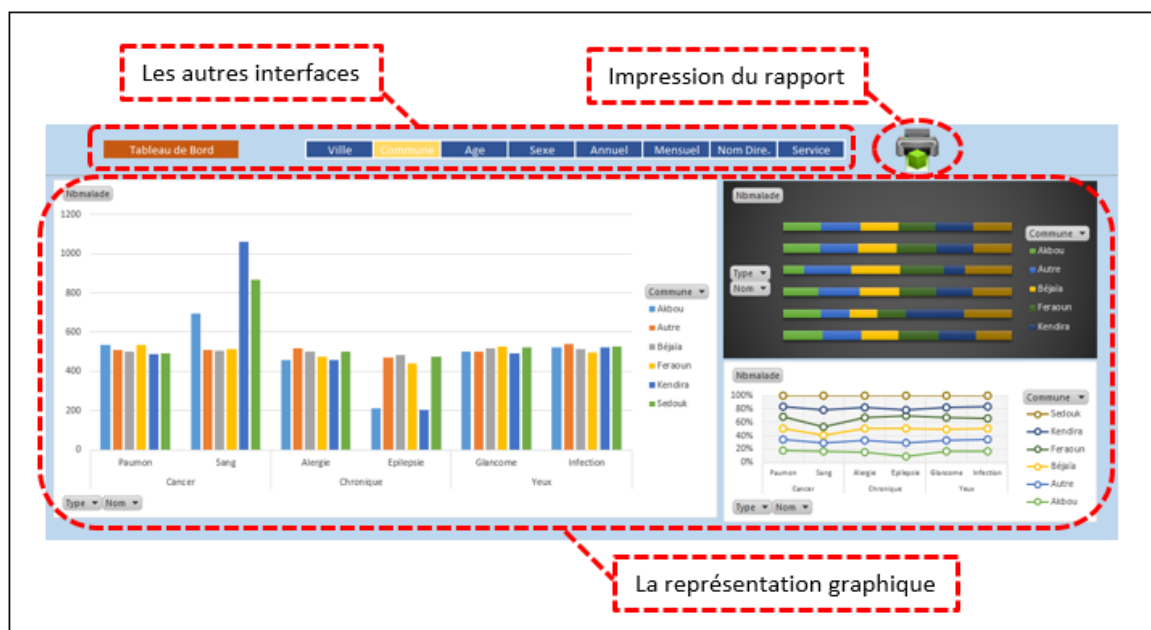 Les autres interfaces
Impression du rapport
Tableau de Bord
Ville Commune Age Sexe Annuel Mensuel Nom Dire. Service
Nbmalade
1200
1000
800
600
400
200
0
Paumon Sang Alergie Epilepsie Glancome Infection
Cancer Chronique Yeux
Type Nom
Commune
Akbou
Autre
Béjaïa
Feraoun
Kendira
Sedouk
Nbmalade
Type
Nom
Commune
Akbou
Autre
Béjaïa
Feraoun
Kendira
Nbmalade
100%
80%
60%
40%
20%
0%
Paumon Sang Alergie Epilepsie Glancome Infection
Cancer Chronique Yeux
Type Nom
Commune
Sedouk
Kendira
Feraoun
Béjaïa
Autre
Akbou
La représentation graphique